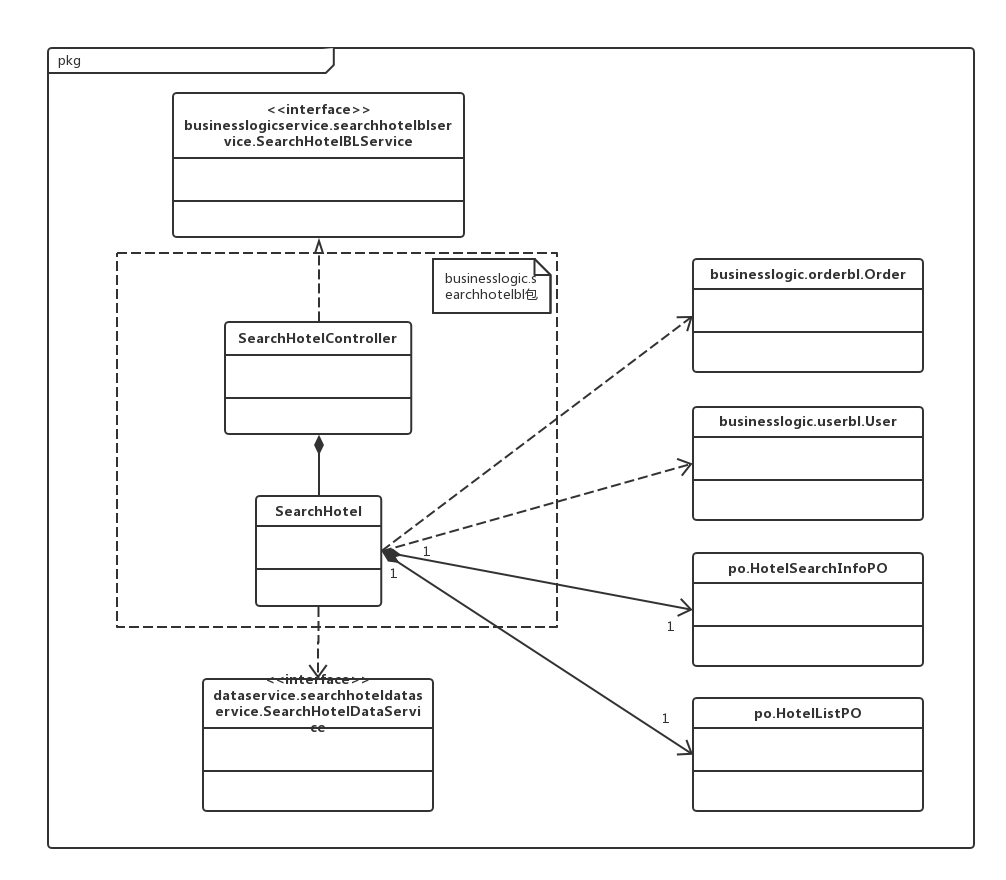 pkg
<<interface>>
businesslogicservice.searchhotelblser
vice.SearchHotelBLService
businesslogic.s
earchhotelbl包
businesslogic.orderbl.Order
SearchHotelController
businesslogic.userbl.User
SearchHotel
1
1
po.HotelSearchInfoPO
1
<<interface>>
dataservice.searchhoteldatas
ervice.SearchHotelDataServi
ce
1
po.HotelListPO